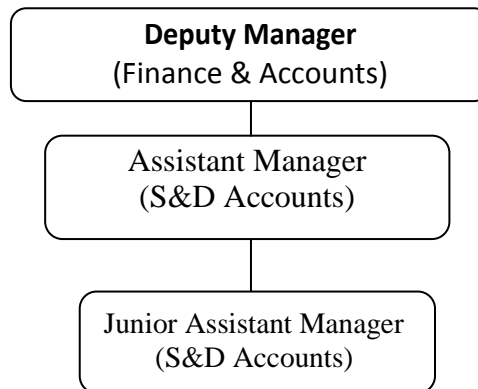 Deputy Manager
(Finance & Accounts)
Assistant Manager
(S&D Accounts)
Junior Assistant Manager
(S&D Accounts)